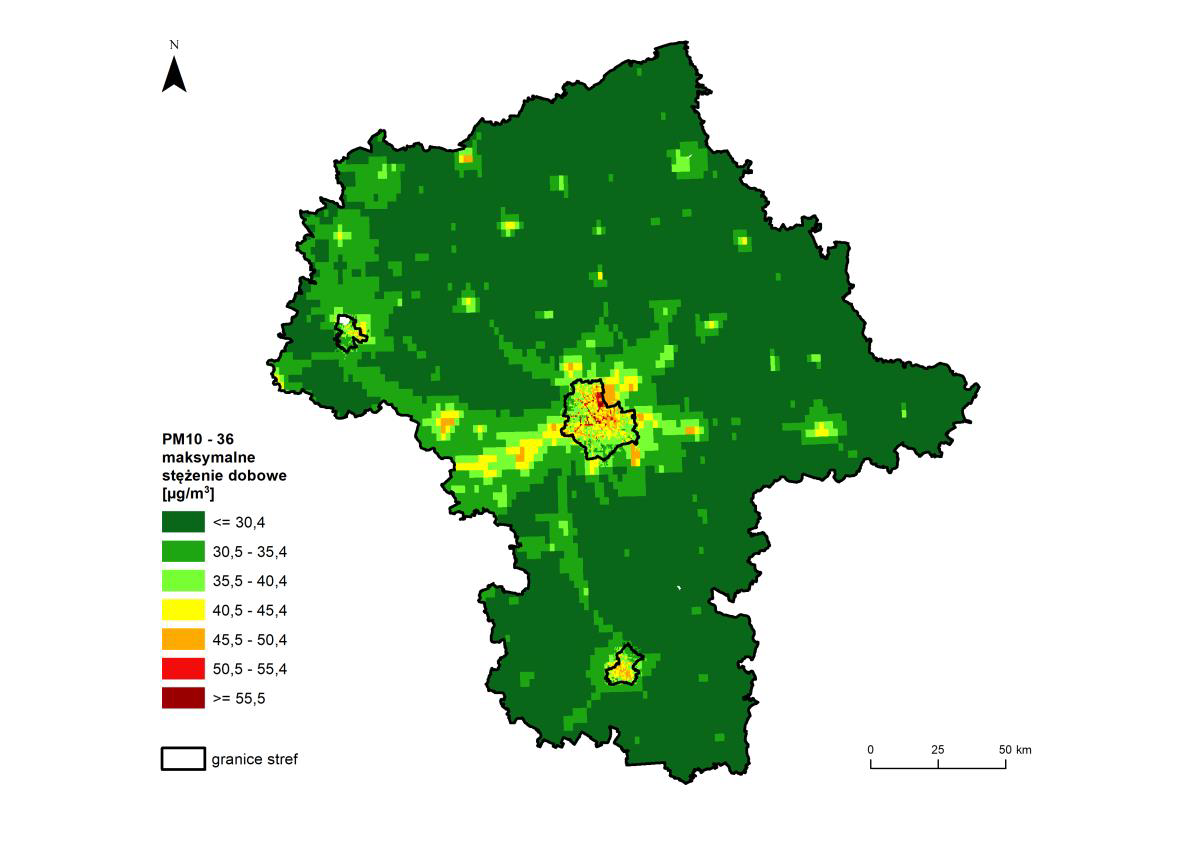 N
PM10 - 36
maksymalne
stężenie dobowe
[µg/m³]
<= 30,4
30,5 - 35,4
35,5 - 40,4
40,5 - 45,4
45,5 - 50,4
50,5 - 55,4
>= 55,5
granice stref
0 25 50 km